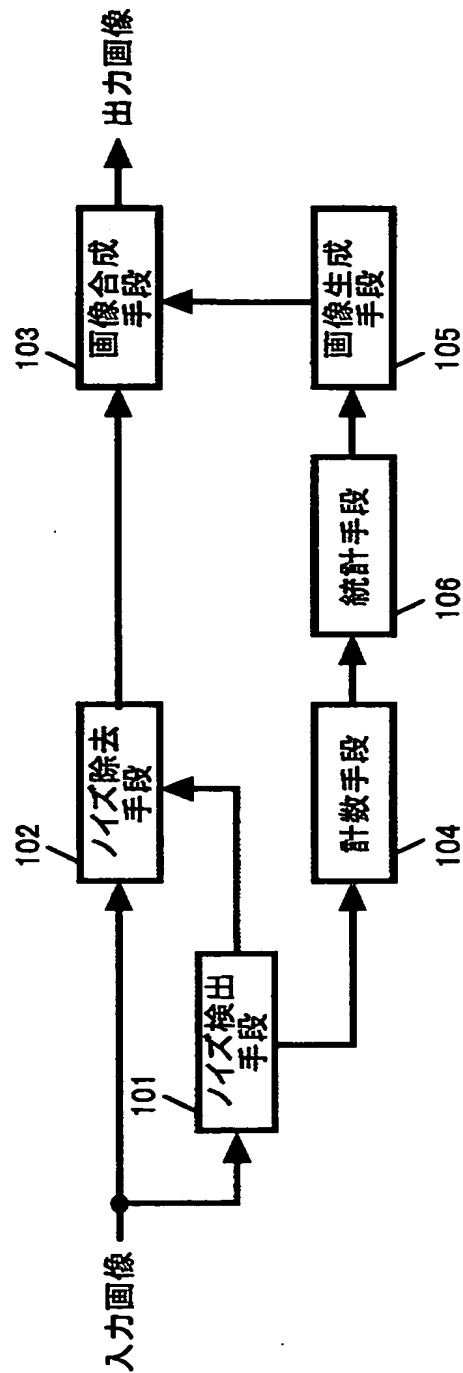 入力画像
101
ノイズ検出
手段
102
ノイズ除去
手段
103
画像合成
手段
出力画像
計数手段
104
統計手段
106
画像生成
手段
105